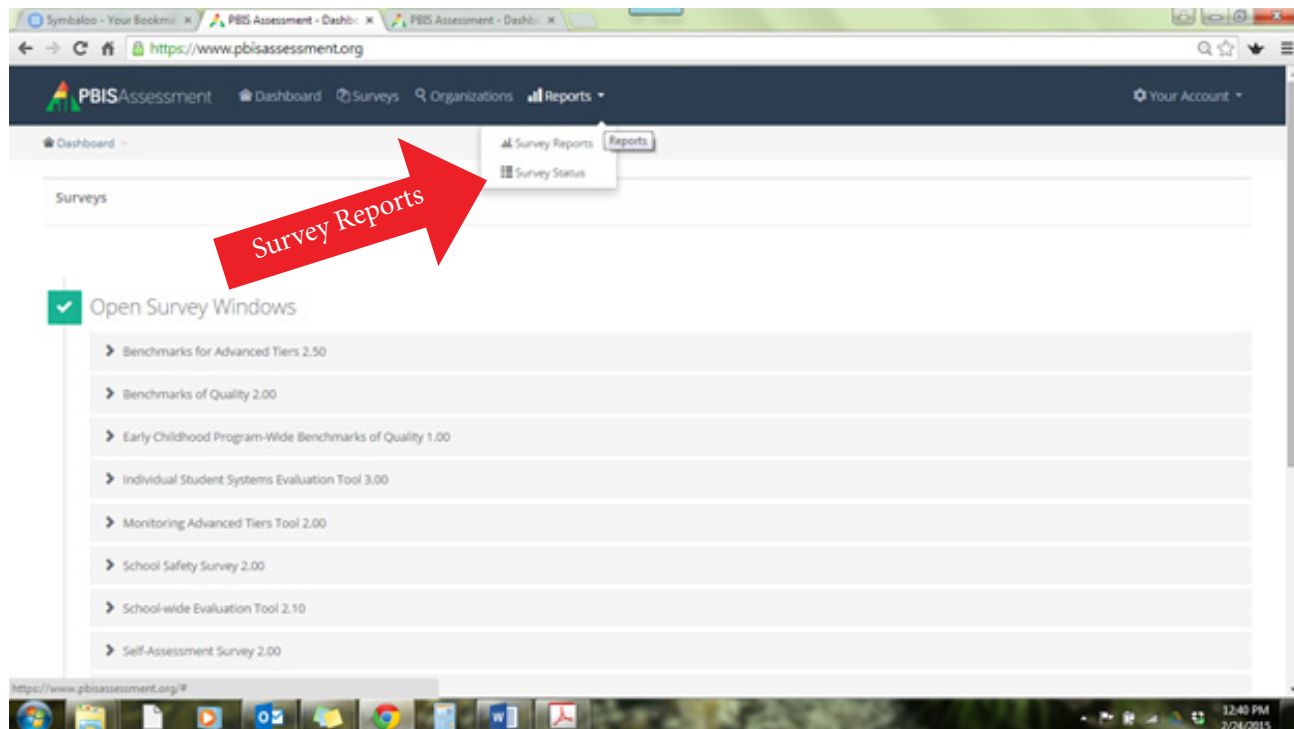 Symbaloo - Your Bookm
PBIS Assessment - Dashb
PBIS Assessment - Dashb
https://www.pbisassessment.org
PBISAssessment Dashboard Surveys Organizations Reports Your Account
Dashboard >
Survey Reports Reports
Survey Status
Surveys
Survey Reports
Open Survey Windows
Benchmarks for Advanced Tiers 2.50
Benchmarks of Quality 2.00
Early Childhood Program-Wide Benchmarks of Quality 1.00
Individual Student Systems Evaluation Tool 3.00
Monitoring Advanced Tiers Tool 2.00
School Safety Survey 2.00
School-wide Evaluation Tool 2.10
Self-Assessment Survey 2.00
https://www.pbisassessment.org/#
12:40 PM
2/24/2015